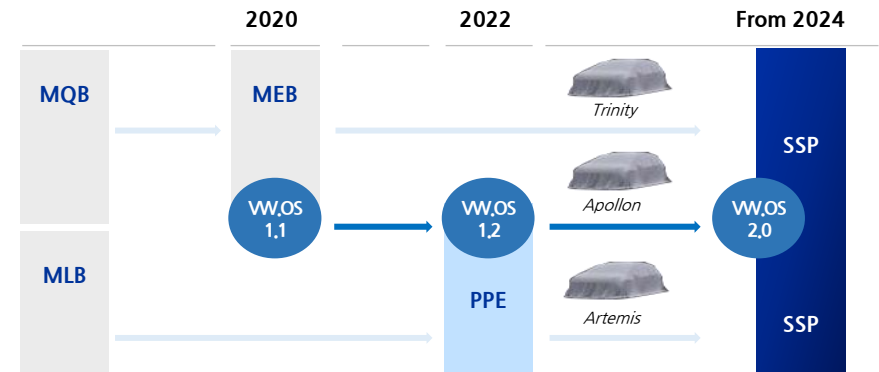 2020
2022
From 2024
MQB
MEB
Trinity
SSP
Apollon
VW.OS
1.1
VW.OS
1.2
VW.OS
2.0
MLB
PPE
Artemis
SSP